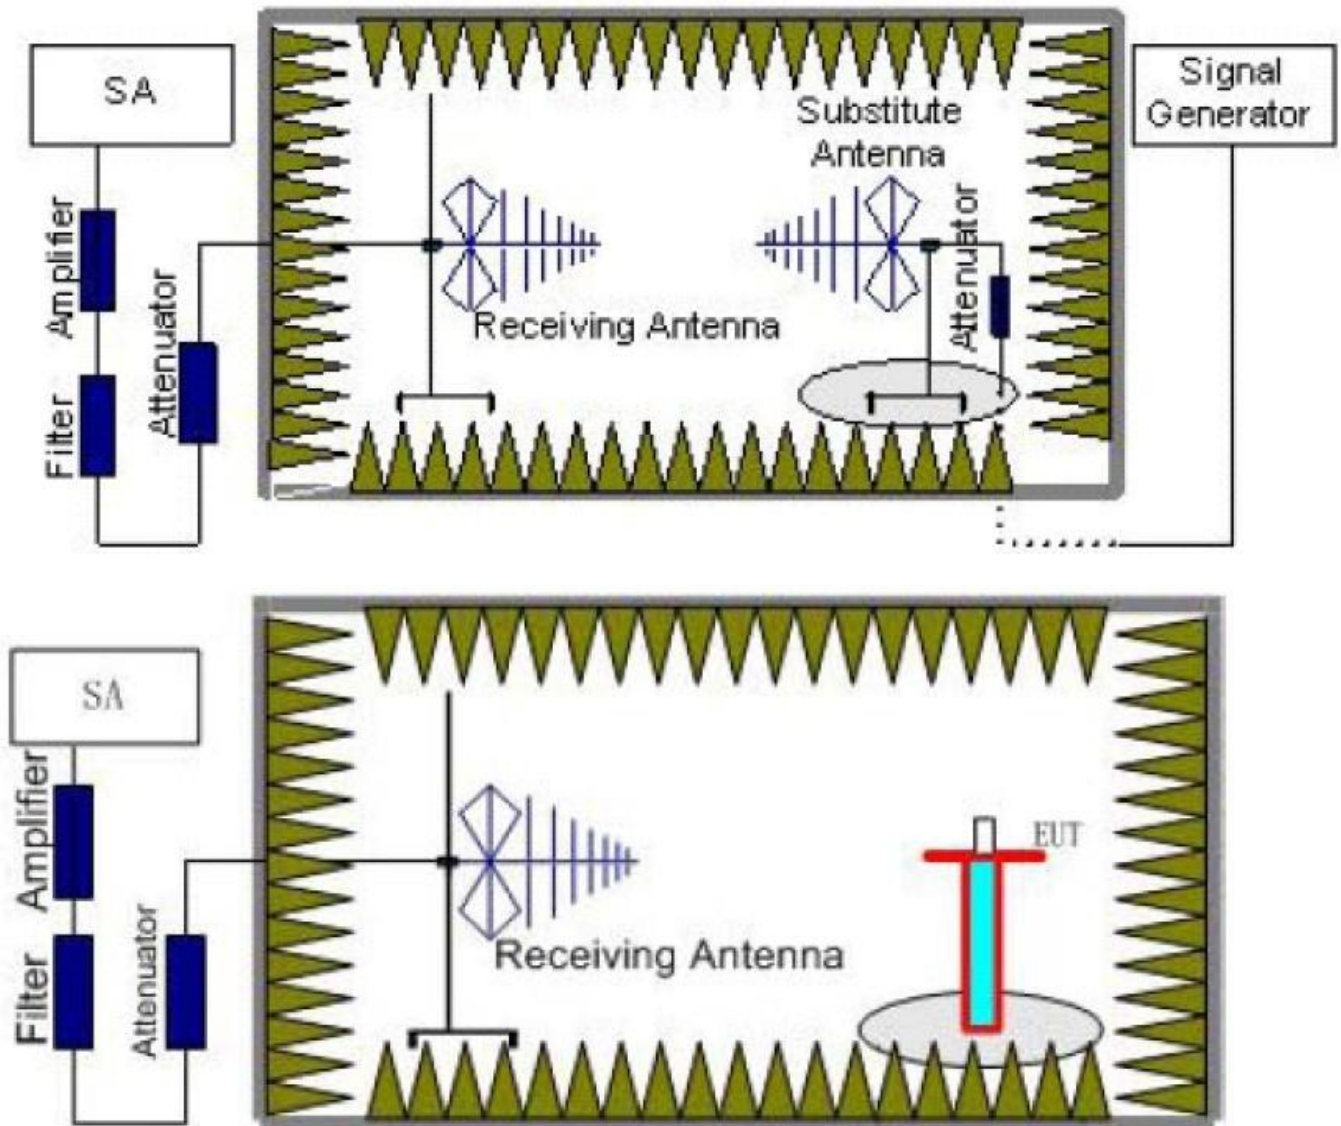 SA
Signal
Generator
Substitute
Antenna
Amplifier
Attenuator
Attenuator
Receiving Antenna
Filter
SA
Amplifier
EUT
Attenuator
Receiving Antenna
Filter